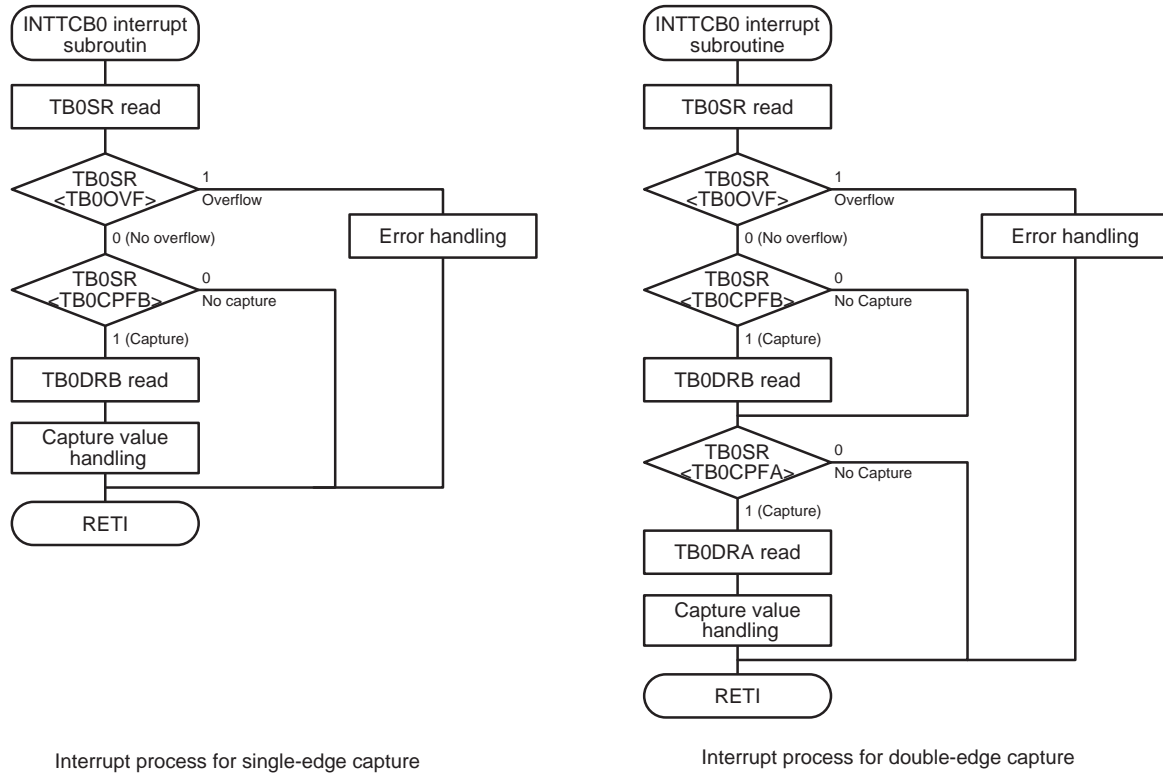 INTTCB0 interrupt
subroutin
TB0SR read
TB0SR
<TB0OVF>
1
Overflow
0 (No overflow)
Error handling
TB0SR
<TB0CPFB>
0
No capture
1 (Capture)
TB0DRB read
Capture value
handling
RETI
Interrupt process for single-edge capture
INTTCB0 interrupt
subroutine
TB0SR read
TB0SR
<TB0OVF>
1
Overflow
0 (No overflow)
Error handling
TB0SR
<TB0CPFB>
0
No Capture
1 (Capture)
TB0DRB read
TB0SR
<TB0CPFA>
0
No Capture
1 (Capture)
TB0DRA read
Capture value
handling
RETI
Interrupt process for double-edge capture